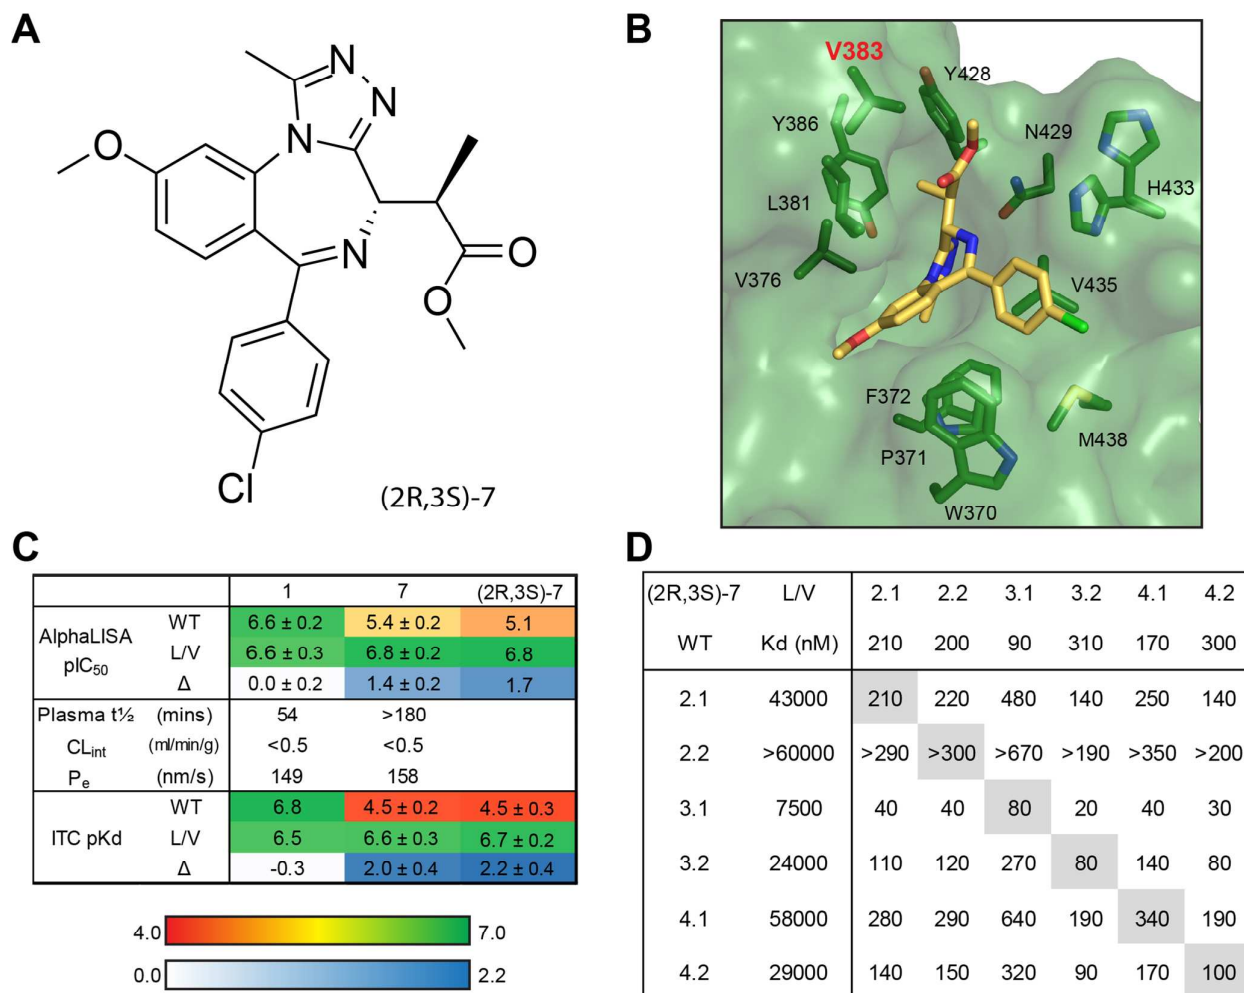 A
N
N
N
O
N
O
O
Cl
(2R,3S)-7
B
V383
Y428
Y386
N429
H433
L381
V376
V435
F372
M438
P371
W370
C
1 7 (2R,3S)-7
AlphaLISA pIC50 WT 6.6 ± 0.2 5.4 ± 0.2 5.1
L/V 6.6 ± 0.3 6.8 ± 0.2 6.8
Δ 0.0 ± 0.2 1.4 ± 0.2 1.7
Plasma t½ (mins) 54 >180
CLint (ml/min/g) <0.5 <0.5
Pe (nm/s) 149 158
ITC pKd WT 6.8 4.5 ± 0.2 4.5 ± 0.3
L/V 6.5 6.6 ± 0.3 6.7 ± 0.2
Δ -0.3 2.0 ± 0.4 2.2 ± 0.4
4.0 7.0
0.0 2.2
D
(2R,3S)-7 L/V 2.1 2.2 3.1 3.2 4.1 4.2
WT Kd (nM) 210 200 90 310 170 300
2.1 43000 210 220 480 140 250 140
2.2 >60000 >290 >300 >670 >190 >350 >200
3.1 7500 40 40 80 20 40 30
3.2 24000 110 120 270 80 140 80
4.1 58000 280 290 640 190 340 190
4.2 29000 140 150 320 90 170 100